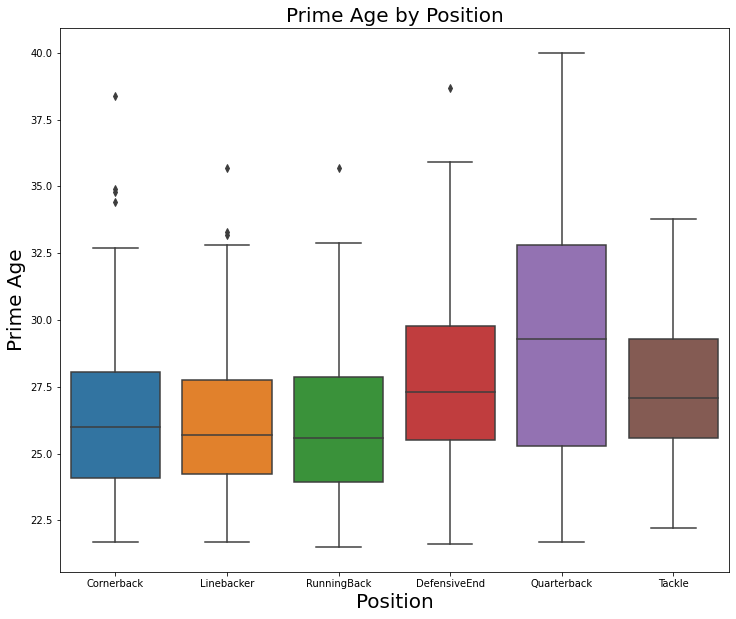 Prime Age by Position
Prime Age
40.0
37.5
35.0
32.5
30.0
27.5
25.0
22.5
Cornerback Linebacker RunningBack DefensiveEnd Quarterback Tackle
Position